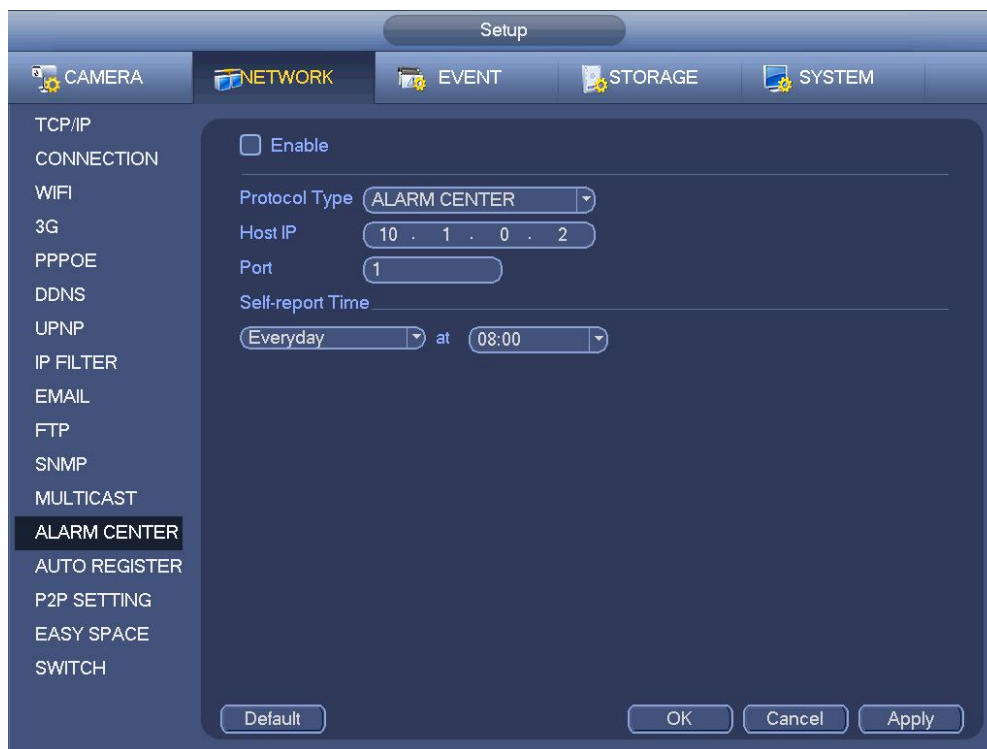 Setup
CAMERA NETWORK EVENT STORAGE SYSTEM
TCP/IP
CONNECTION
WIFI
3G
PPPOE
DDNS
UPNP
IP FILTER
EMAIL
FTP
SNMP
MULTICAST
ALARM CENTER
AUTO REGISTER
P2P SETTING
EASY SPACE
SWITCH
Enable
Protocol Type ALARM CENTER
Host IP 10 . 1 . 0 . 2
Port 1
Self-report Time
Everyday at 08:00
Default OK Cancel Apply